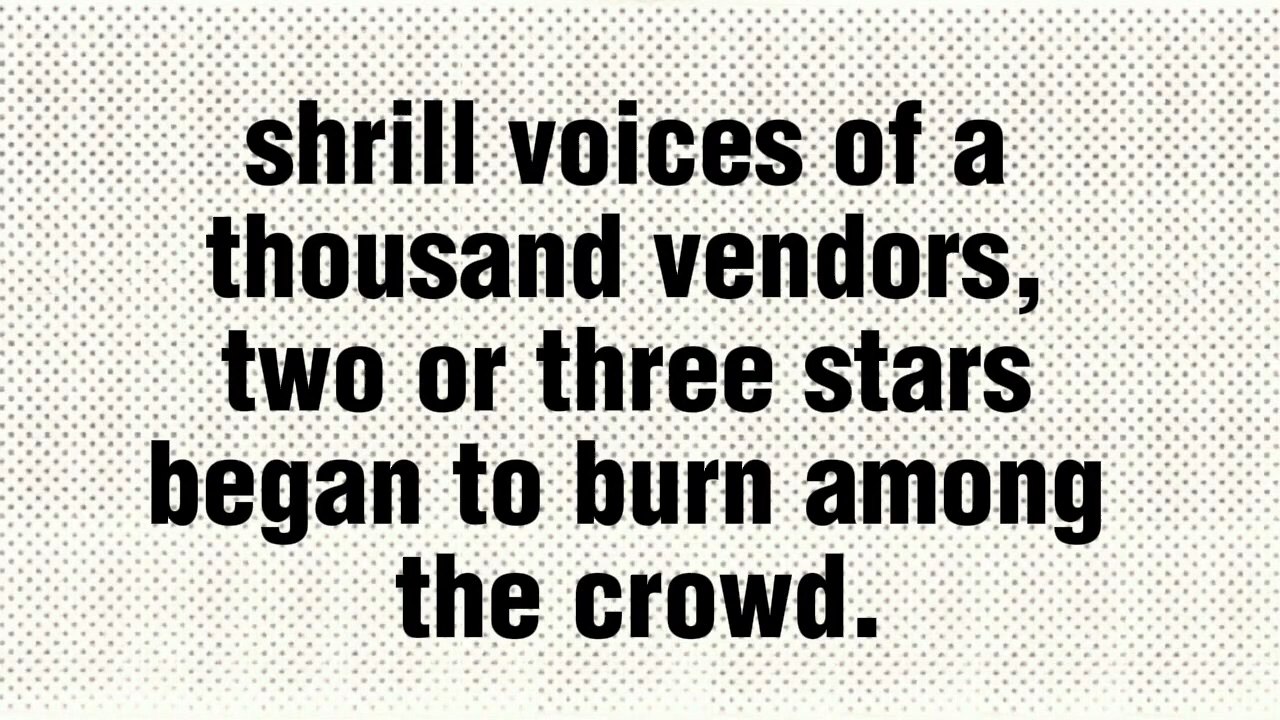 shrill voices of a
thousand vendors,
two or three stars
began to burn among
the crowd.